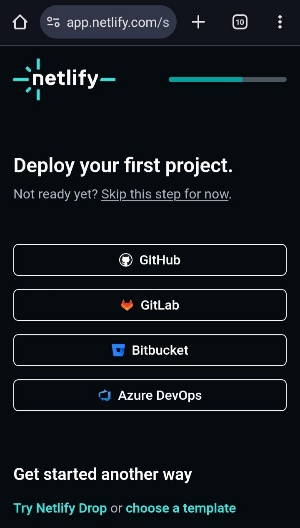 app.netlify.com/s
10
netlify
Deploy your first project.
Not ready yet? Skip this step for now.
GitHub
GitLab
Bitbucket
Azure DevOps
Get started another way
Try Netlify Drop or choose a template